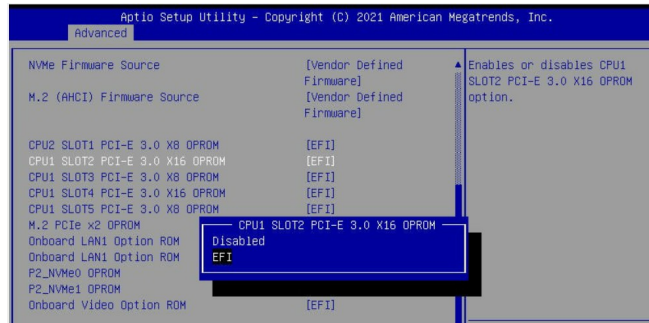 Aptio Setup Utility - Copyright (C) 2021 American Megatrends, Inc.
Advanced
NVMe Firmware Source [Vendor Defined Firmware]
M.2 (AHCI) Firmware Source [Vendor Defined Firmware]
CPU2 SLOT1 PCI-E 3.0 X8 OPROM [EFI]
CPU1 SLOT2 PCI-E 3.0 X16 OPROM [EFI]
CPU1 SLOT3 PCI-E 3.0 X8 OPROM [EFI]
CPU1 SLOT4 PCI-E 3.0 X16 OPROM [EFI]
CPU1 SLOT5 PCI-E 3.0 X8 OPROM [EFI]
M.2 PCIe x2 OPROM
Onboard LAN1 Option ROM
Onboard LAN1 Option ROM
P2_NVMe0 OPROM
P2_NVMe1 OPROM
Onboard Video Option ROM [EFI]
CPU1 SLOT2 PCI-E 3.0 X16 OPROM
Disabled
EFI
Enables or disables CPU1
SLOT2 PCI-E 3.0 X16 OPROM
option.